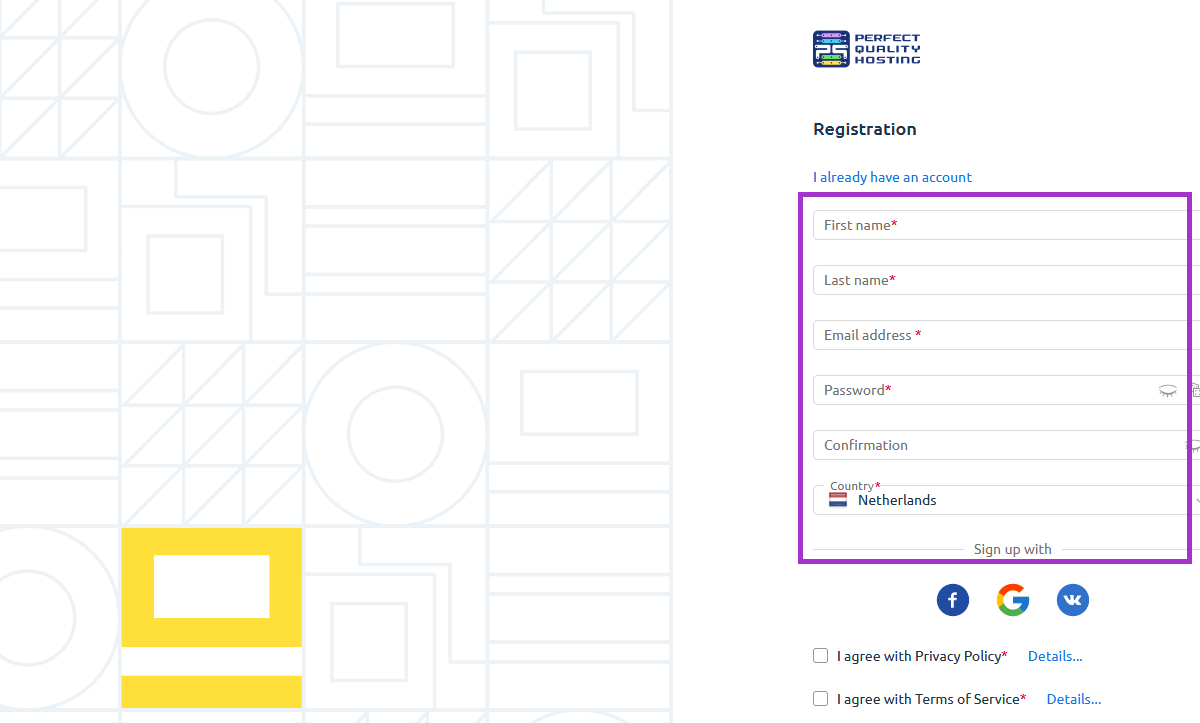 PERFECT
QUALITY
HOSTING
Registration
I already have an account
First name*
Last name*
Email address *
Password*
Confirmation
Country*
Netherlands
Sign up with
I agree with Privacy Policy* Details...
I agree with Terms of Service* Details...